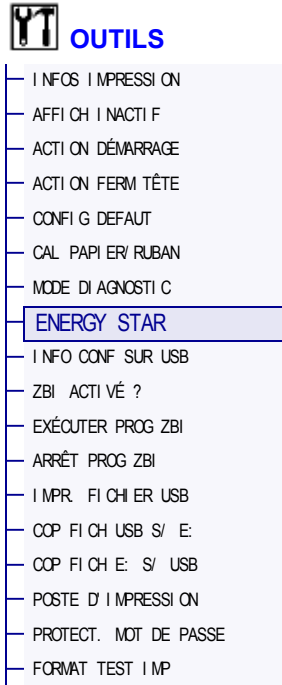 OUTILS
INFOS IMPRESSION
AFFICH INACTIF
ACTION DÉMARRAGE
ACTION FERM TÊTE
CONFIG DEFAUT
CAL PAPIER/RUBAN
MODE DIAGNOSTIC
ENERGY STAR
INFO CONF SUR USB
ZBI ACTIVÉ ?
EXÉCUTER PROG ZBI
ARRÊT PROG ZBI
IMPR. FICHIER USB
COP FICH USB S/ E:
COP FICH E: S/ USB
POSTE D'IMPRESSION
PROTECT. MOT DE PASSE
FORMAT TEST IMP